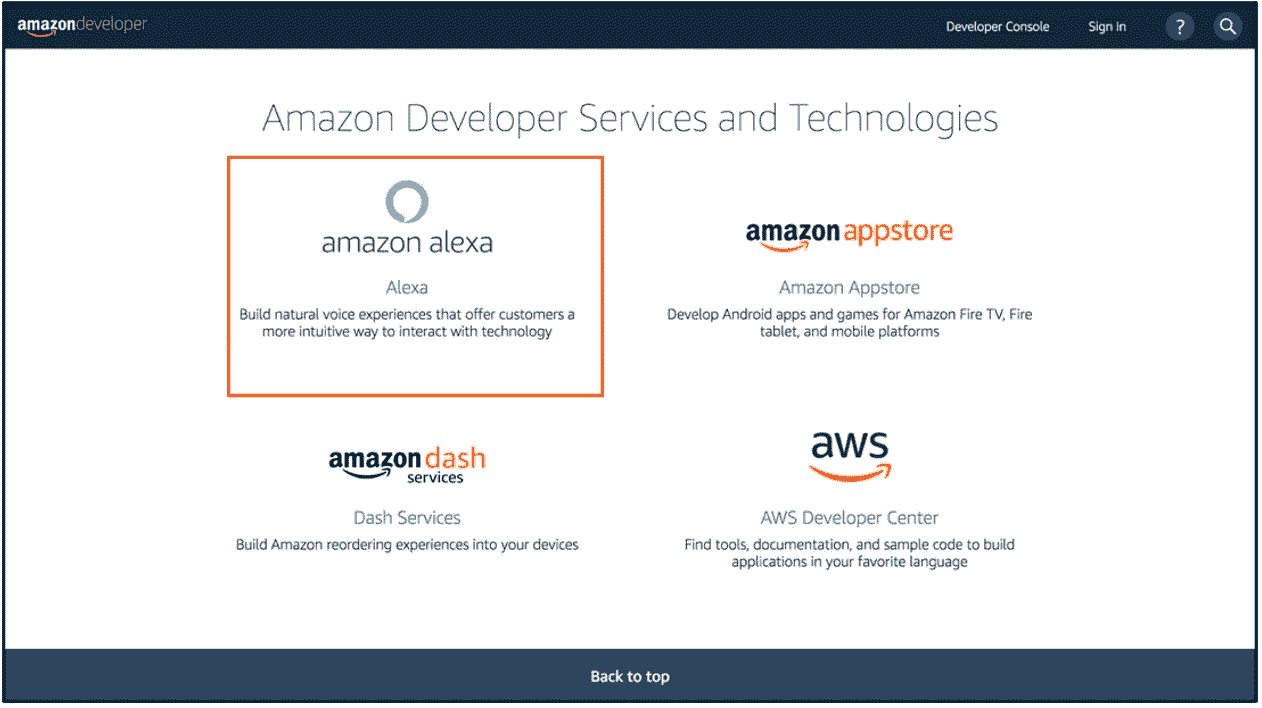 amazondeveloper
Developer Console
Sign in
?
Amazon Developer Services and Technologies
amazon alexa
Alexa
Build natural voice experiences that offer customers a
more intuitive way to interact with technology
amazon appstore
Amazon Appstore
Develop Android apps and games for Amazon Fire TV, Fire
tablet, and mobile platforms
amazon dash
services
Dash Services
Build Amazon reordering experiences into your devices
aws
AWS Developer Center
Find tools, documentation, and sample code to build
applications in your favorite language
Back to top